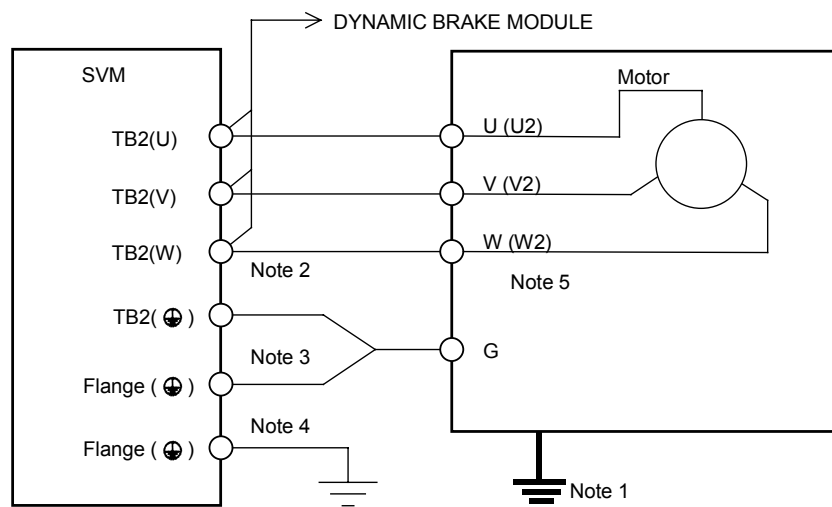 DYNAMIC BRAKE MODULE
SVM
Motor
TB2(U)
U (U2)
TB2(V)
V (V2)
TB2(W)
W (W2)
Note 2
Note 5
TB2( ⏚ )
Note 3
G
Flange ( ⏚ )
Note 4
Flange ( ⏚ )
Note 1